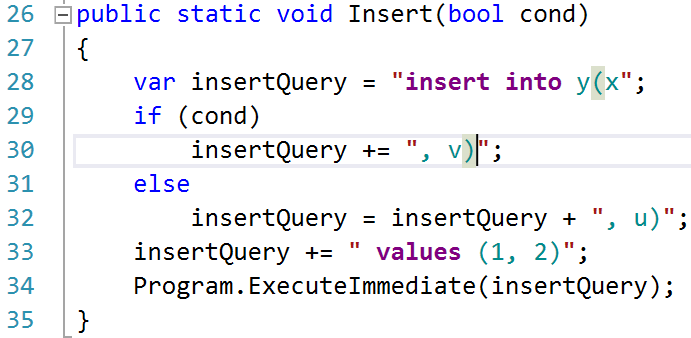 26 public static void Insert(bool cond)
27 {
28     var insertQuery = "insert into y(x";
29     if (cond)
30         insertQuery += ", v)";
31     else
32         insertQuery = insertQuery + ", u)";
33     insertQuery += " values (1, 2)";
34     Program.ExecuteImmediate(insertQuery);
35 }